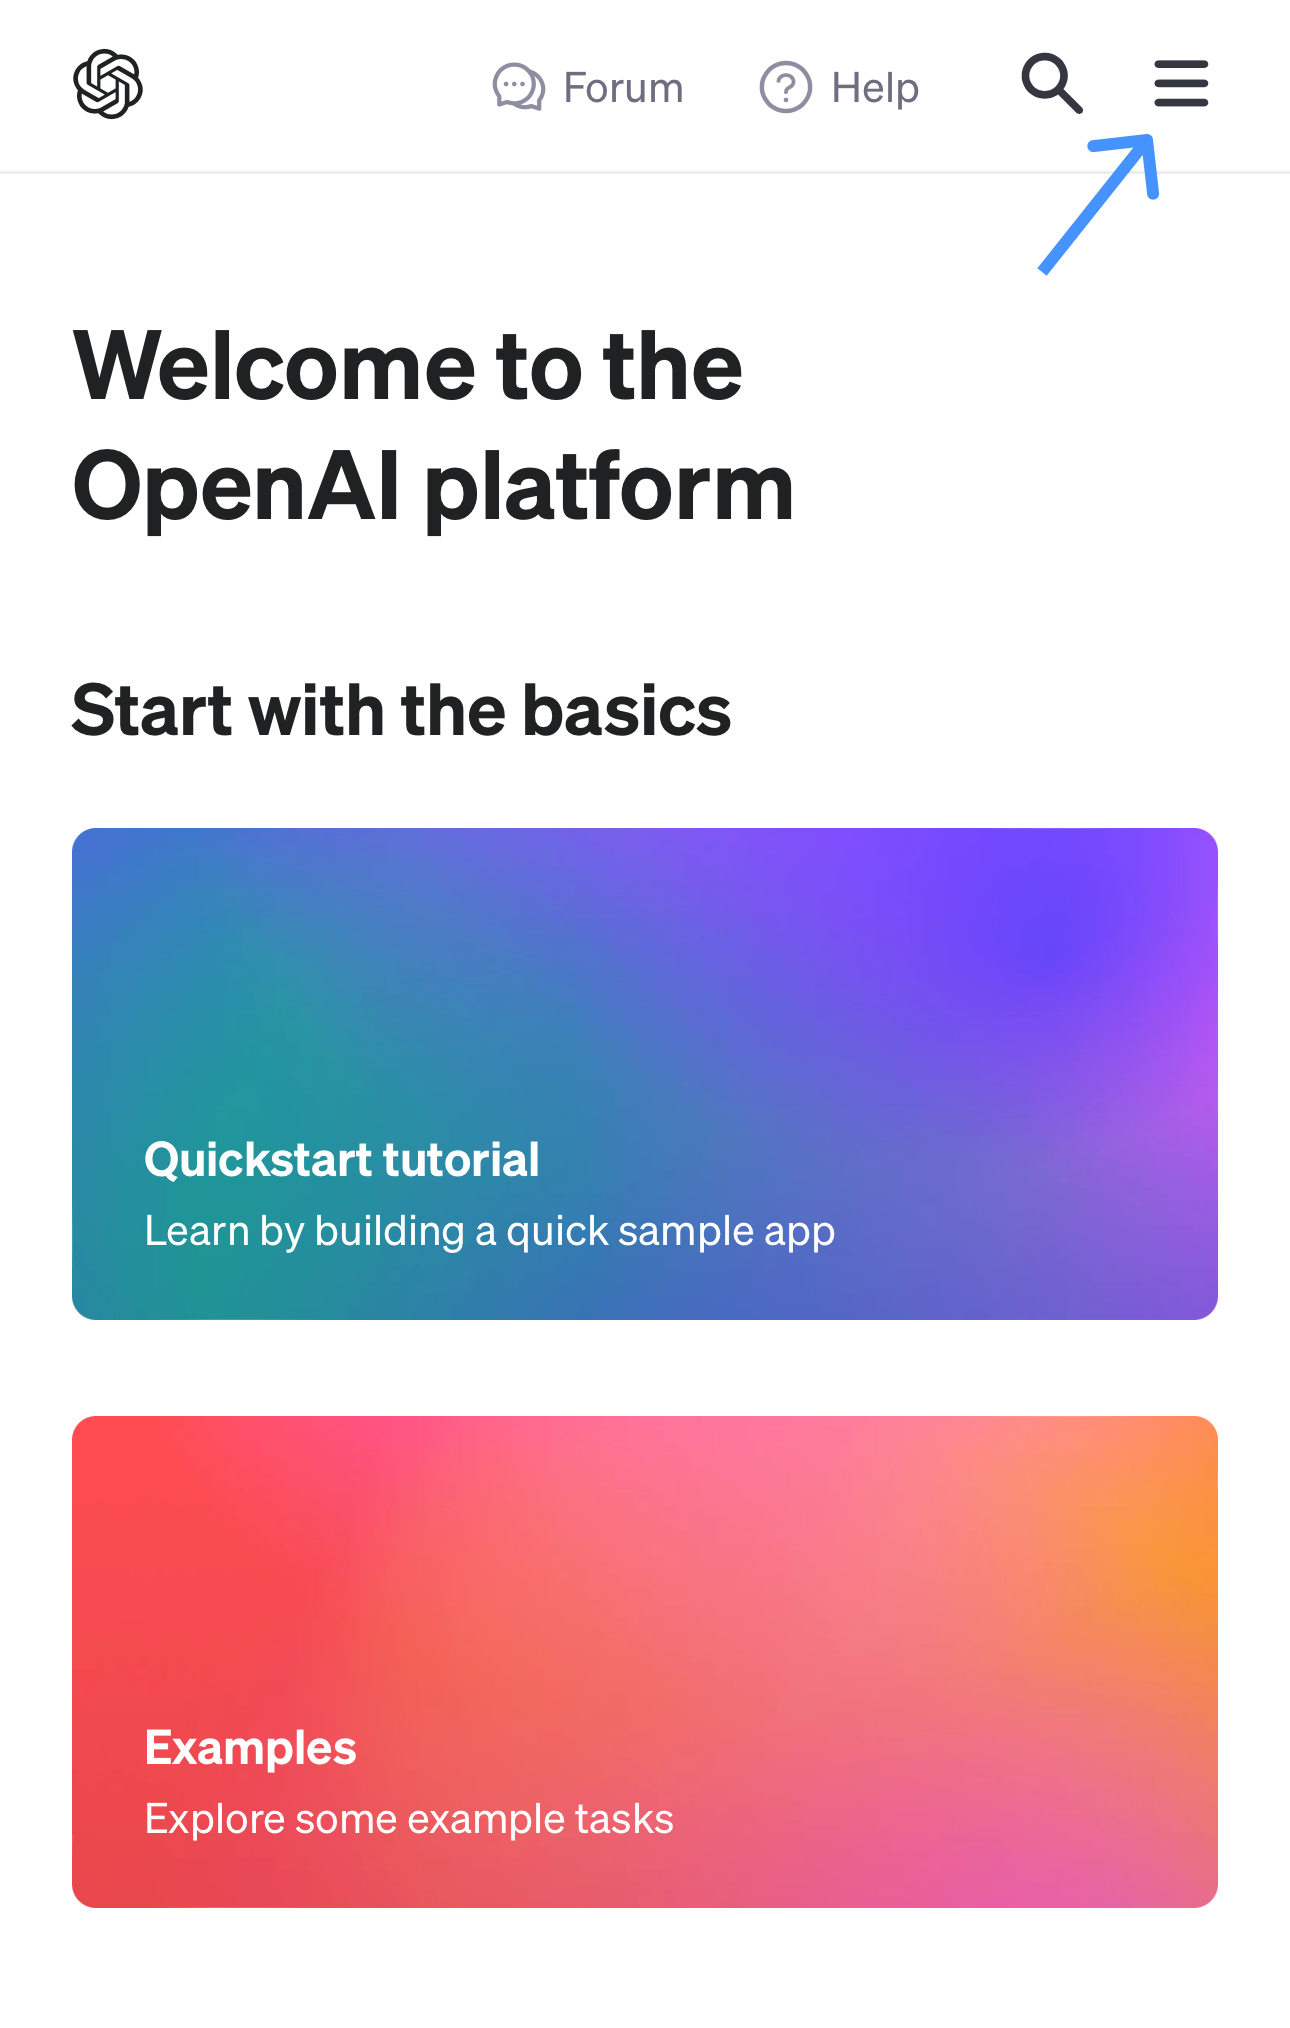 Forum Help
Welcome to the
OpenAI platform
Start with the basics
Quickstart tutorial
Learn by building a quick sample app
Examples
Explore some example tasks